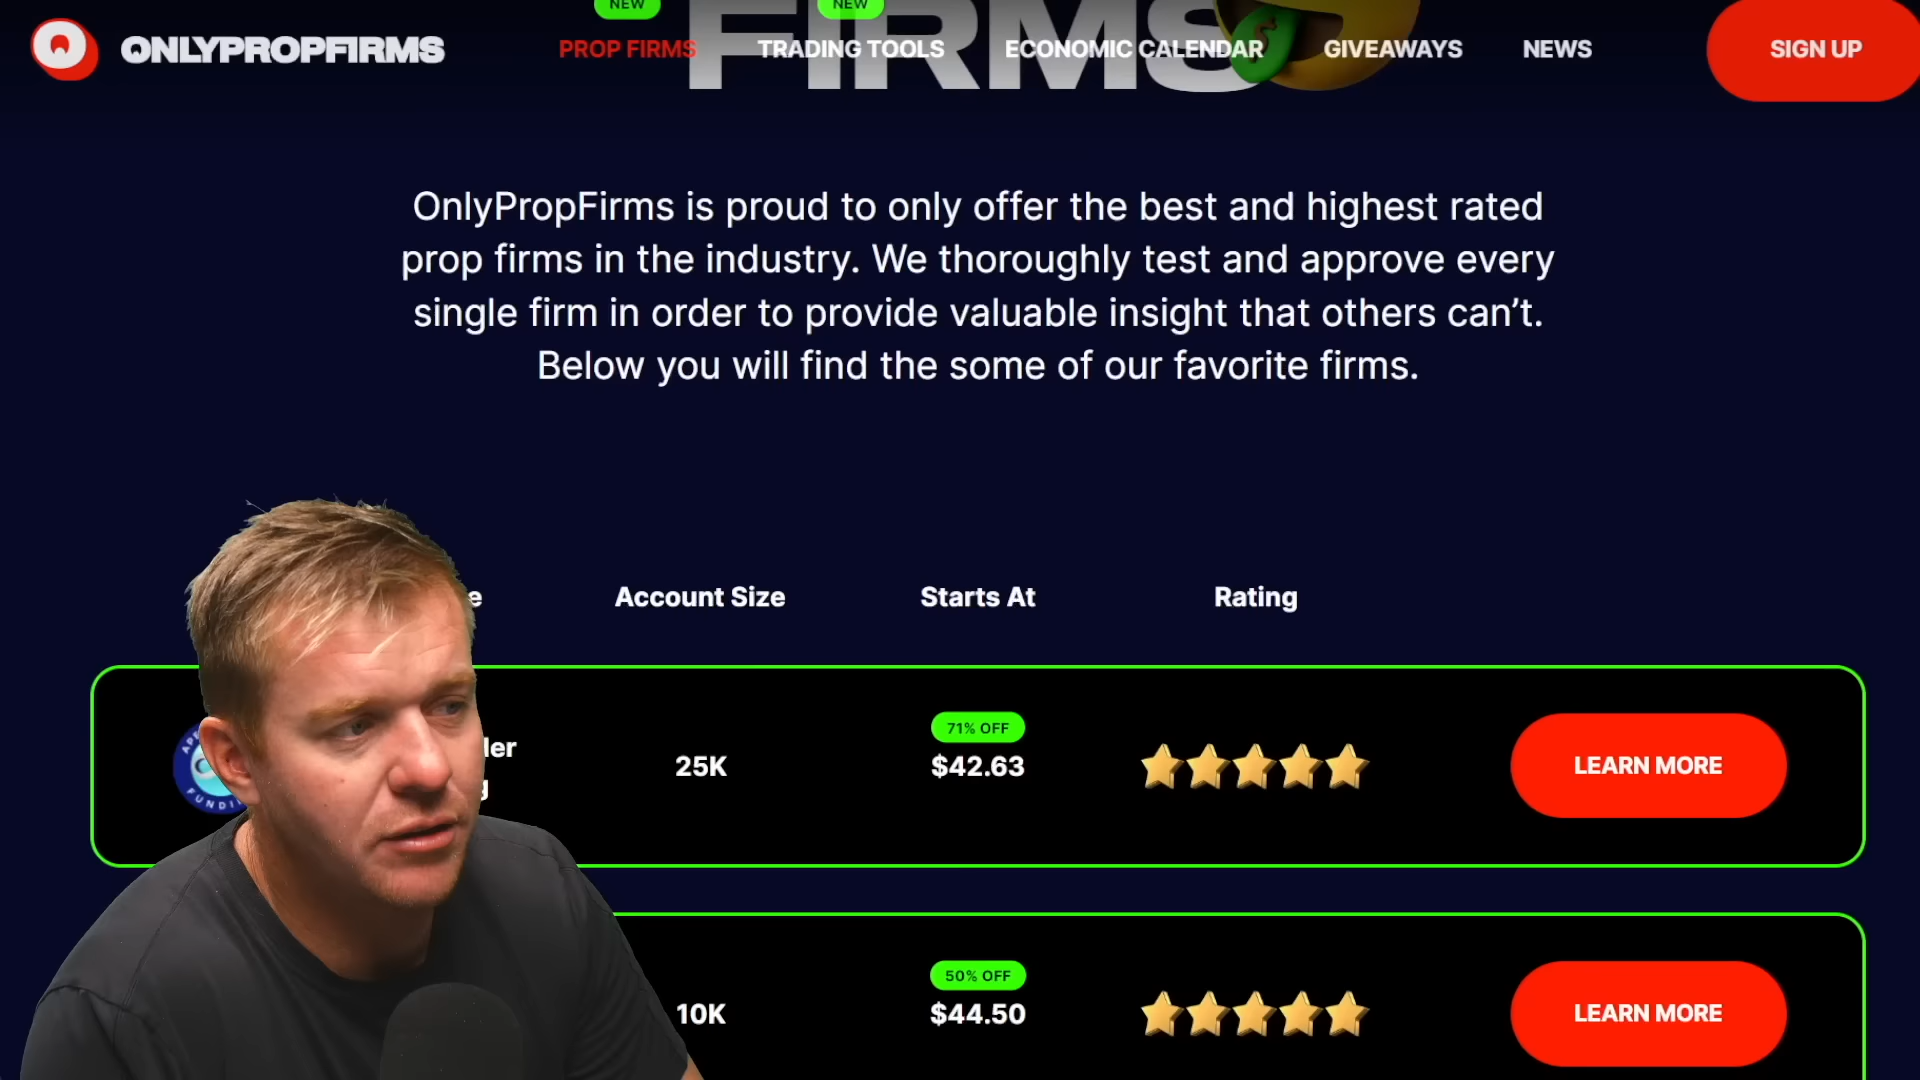 NEW
NEW
FIRMS
ONLYPROPFIRMS
PROP FIRMS
TRADING TOOLS
ECONOMIC CALENDAR
GIVEAWAYS
NEWS
SIGN UP
OnlyPropFirms is proud to only offer the best and highest rated
prop firms in the industry. We thoroughly test and approve every
single firm in order to provide valuable insight that others can’t.
Below you will find the some of our favorite firms.
Account Size
Starts At
Rating
71% OFF
25K
$42.63
LEARN MORE
50% OFF
10K
$44.50
LEARN MORE